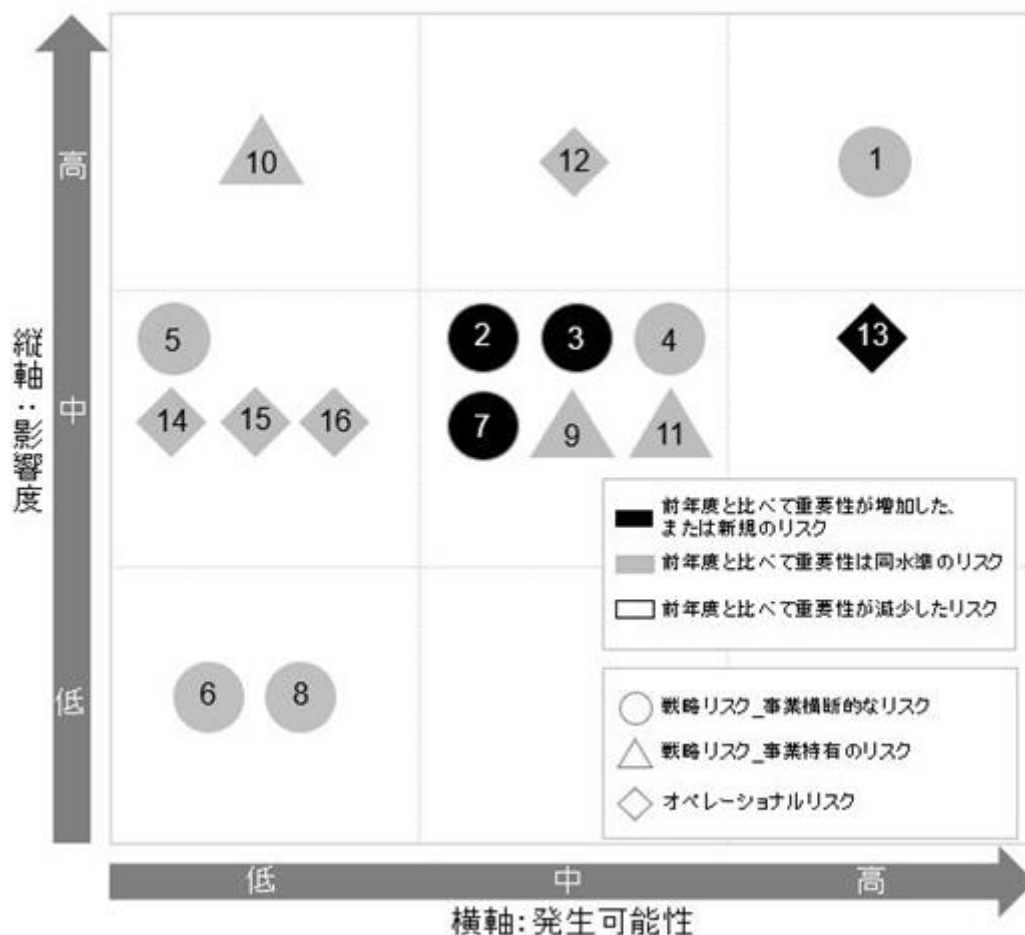 10
12
1
高
5
2
3
4
13
14
15
16
7
9
11
中
縦軸:影響度
前年度と比べて重要性が増加した、
または新規のリスク
前年度と比べて重要性は同水準のリスク
前年度と比べて重要性が減少したリスク
6
8
低
戦略リスク_事業横断的なリスク
戦略リスク_事業特有のリスク
オペレーショナルリスク
低
中
高
横軸:発生可能性